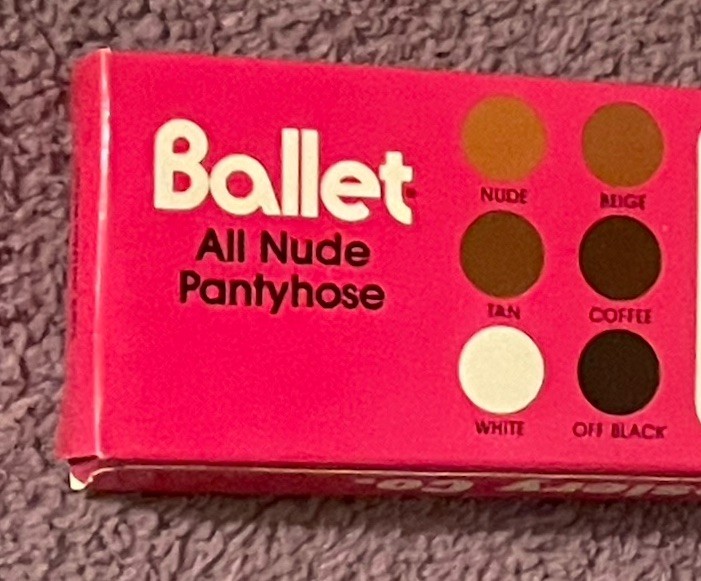 Ballet
All Nude
Pantyhose
NUDE BEIGE
TAN COFFEE
WHITE OFF BLACK